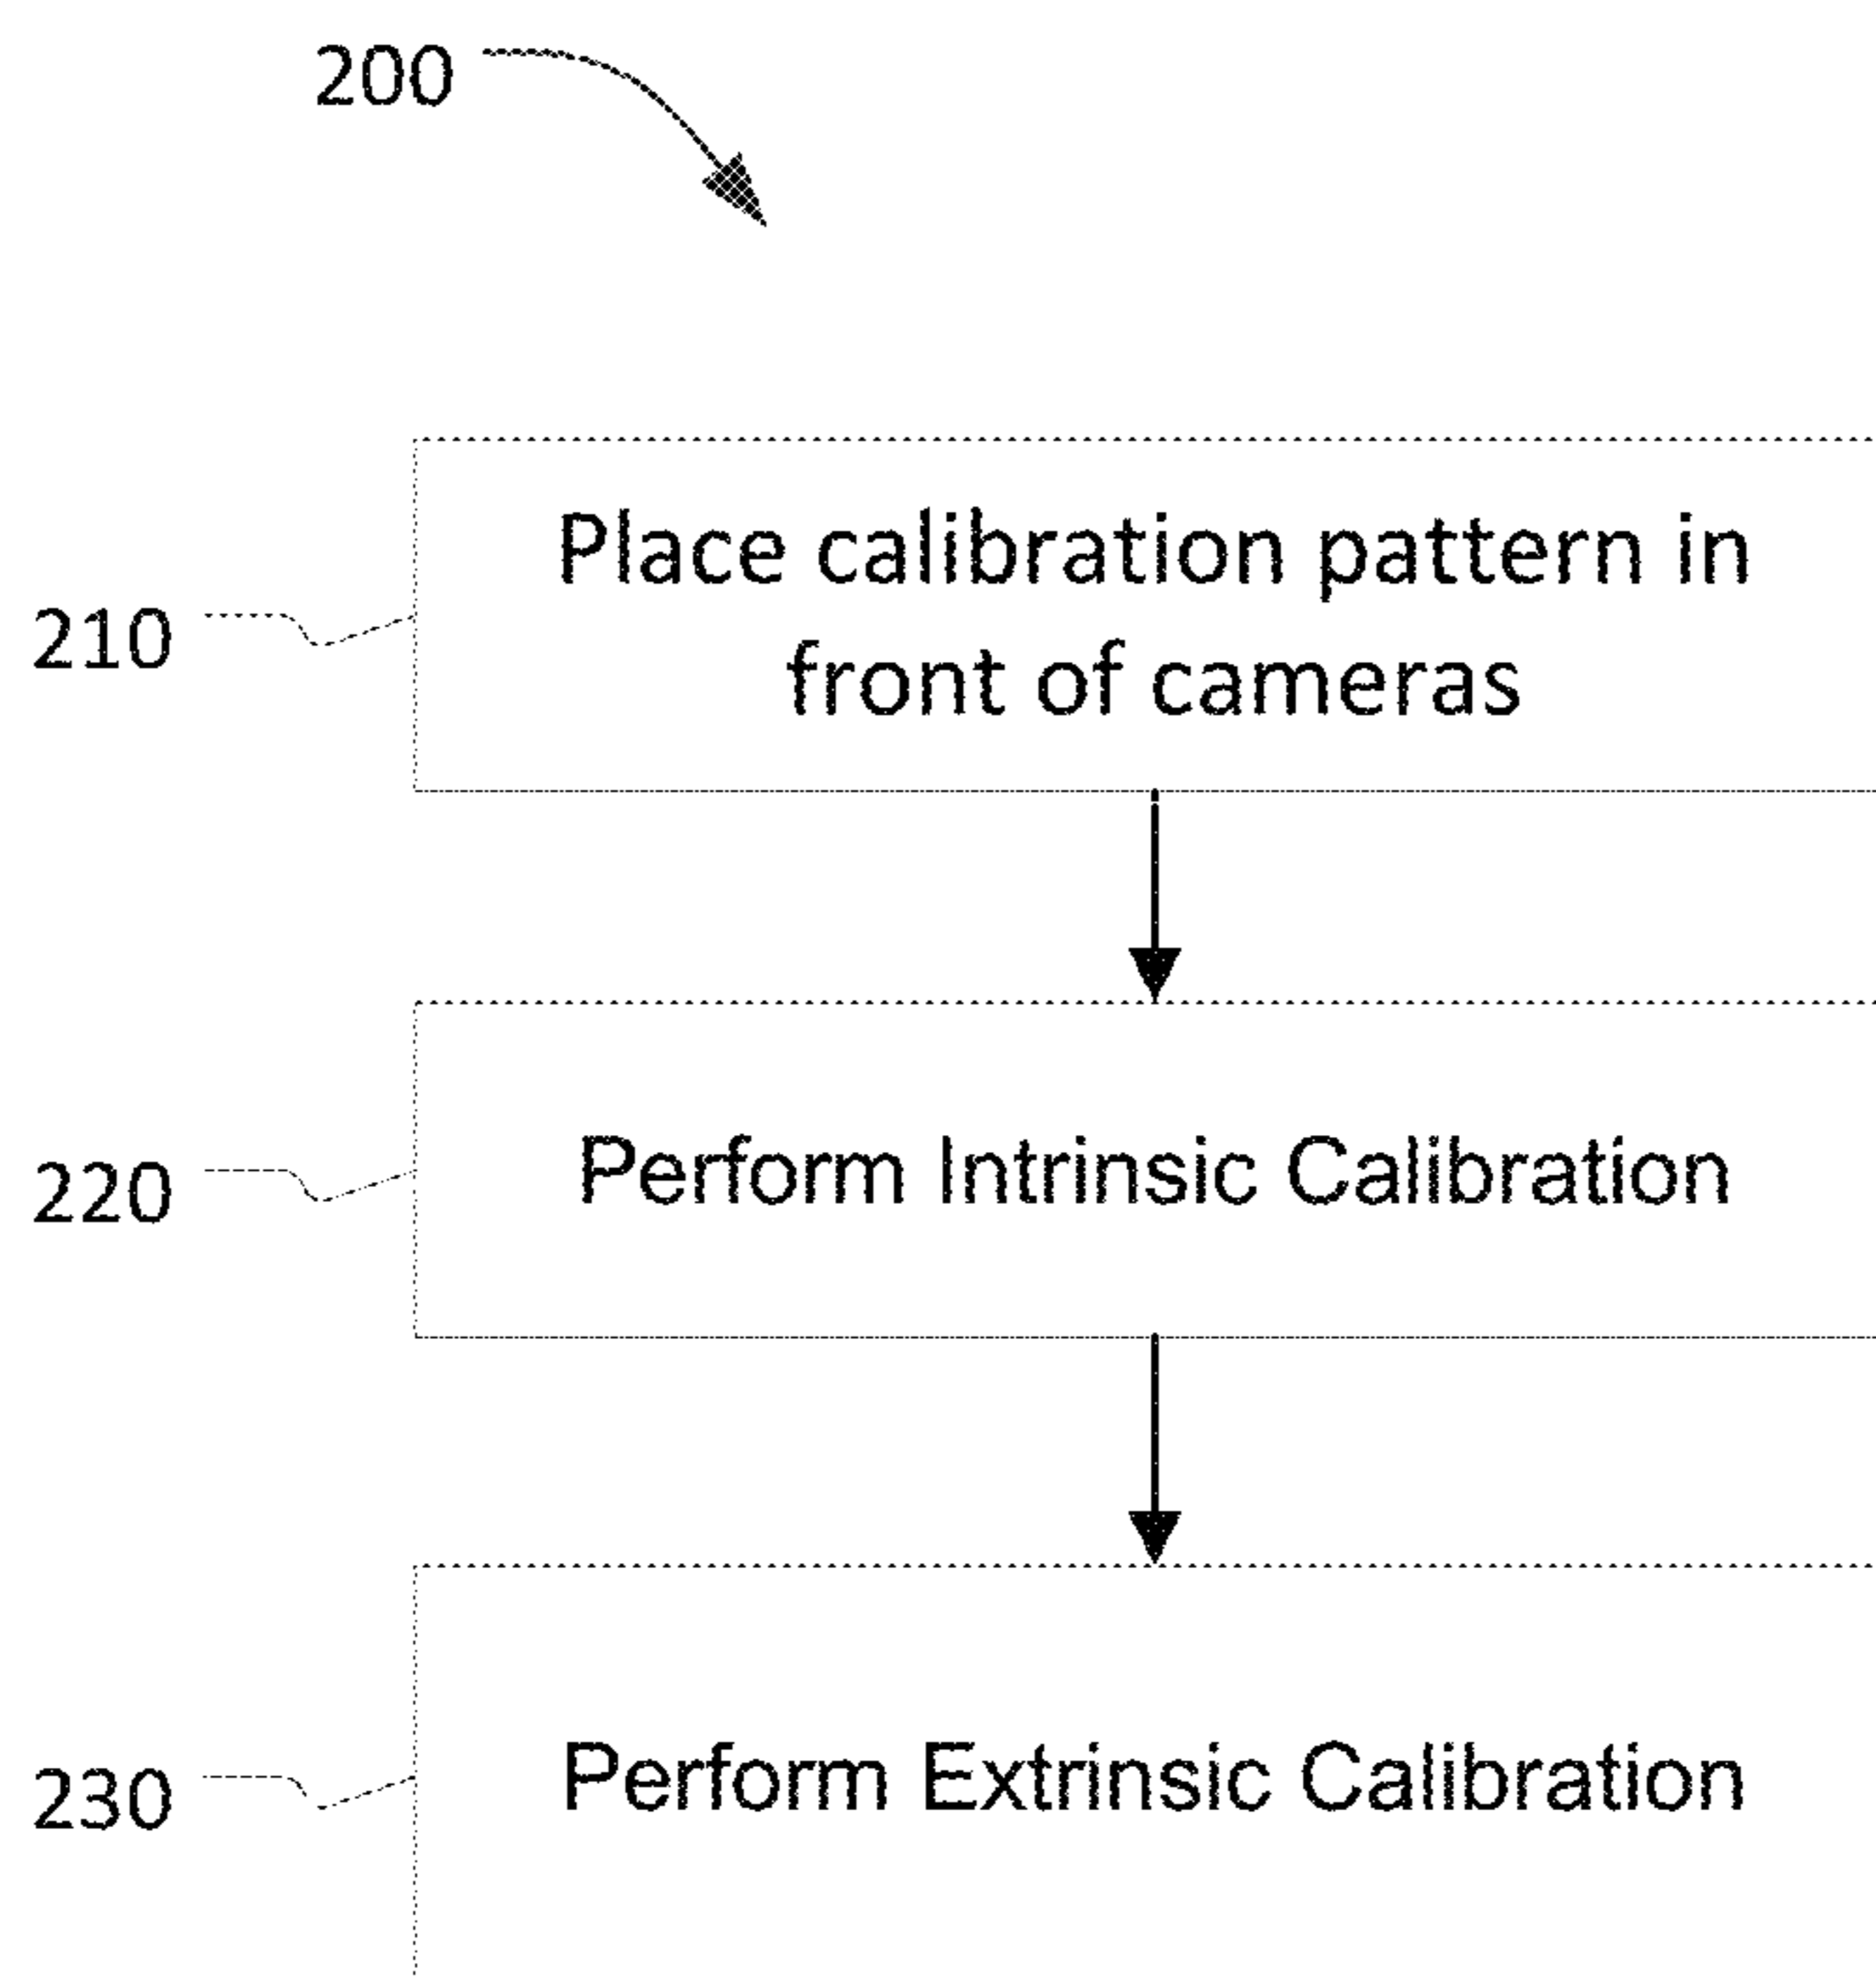 200
210
Place calibration pattern in
front of cameras
220
Perform Intrinsic Calibration
230
Perform Extrinsic Calibration